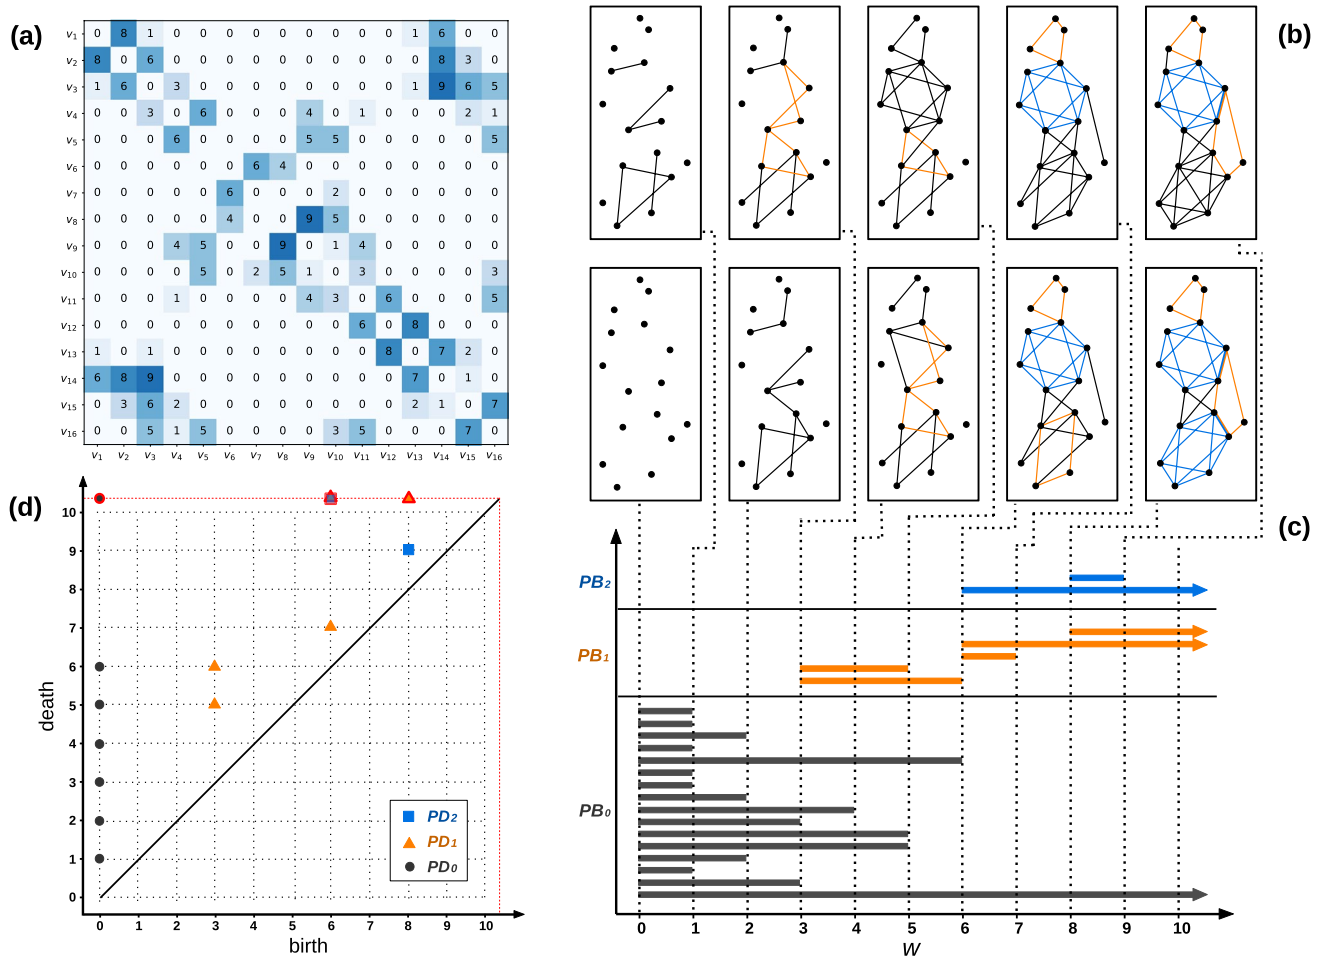 (a)
v1 0 8 1 0 0 0 0 0 0 0 0 0 1 6 0 0
v2 8 0 6 0 0 0 0 0 0 0 0 0 0 8 3 0
v3 1 6 0 3 0 0 0 0 0 0 0 0 1 9 6 5
v4 0 0 3 0 6 0 0 0 4 0 1 0 0 0 2 1
v5 0 0 0 6 0 0 0 0 5 5 0 0 0 0 0 5
v6 0 0 0 0 0 0 6 4 0 0 0 0 0 0 0 0
v7 0 0 0 0 0 6 0 0 0 2 0 0 0 0 0 0
v8 0 0 0 0 0 4 0 0 9 5 0 0 0 0 0 0
v9 0 0 0 4 5 0 0 9 0 1 4 0 0 0 0 0
v10 0 0 0 0 5 0 2 5 1 0 3 0 0 0 0 3
v11 0 0 0 1 0 0 0 0 4 3 0 6 0 0 0 5
v12 0 0 0 0 0 0 0 0 0 0 6 0 8 0 0 0
v13 1 0 1 0 0 0 0 0 0 0 0 8 0 7 2 0
v14 6 8 9 0 0 0 0 0 0 0 0 0 7 0 1 0
v15 0 3 6 2 0 0 0 0 0 0 0 0 2 1 0 7
v16 0 0 5 1 5 0 0 0 0 3 5 0 0 0 7 0
v1 v2 v3 v4 v5 v6 v7 v8 v9 v10 v11 v12 v13 v14 v15 v16
(b)
(c)
PB2
PB1
PB0
0 1 2 3 4 5 6 7 8 9 10
w
(d)
10
9
8
7
6
5
4
3
2
1
0
death
PD2
PD1
PD0
0 1 2 3 4 5 6 7 8 9 10
birth